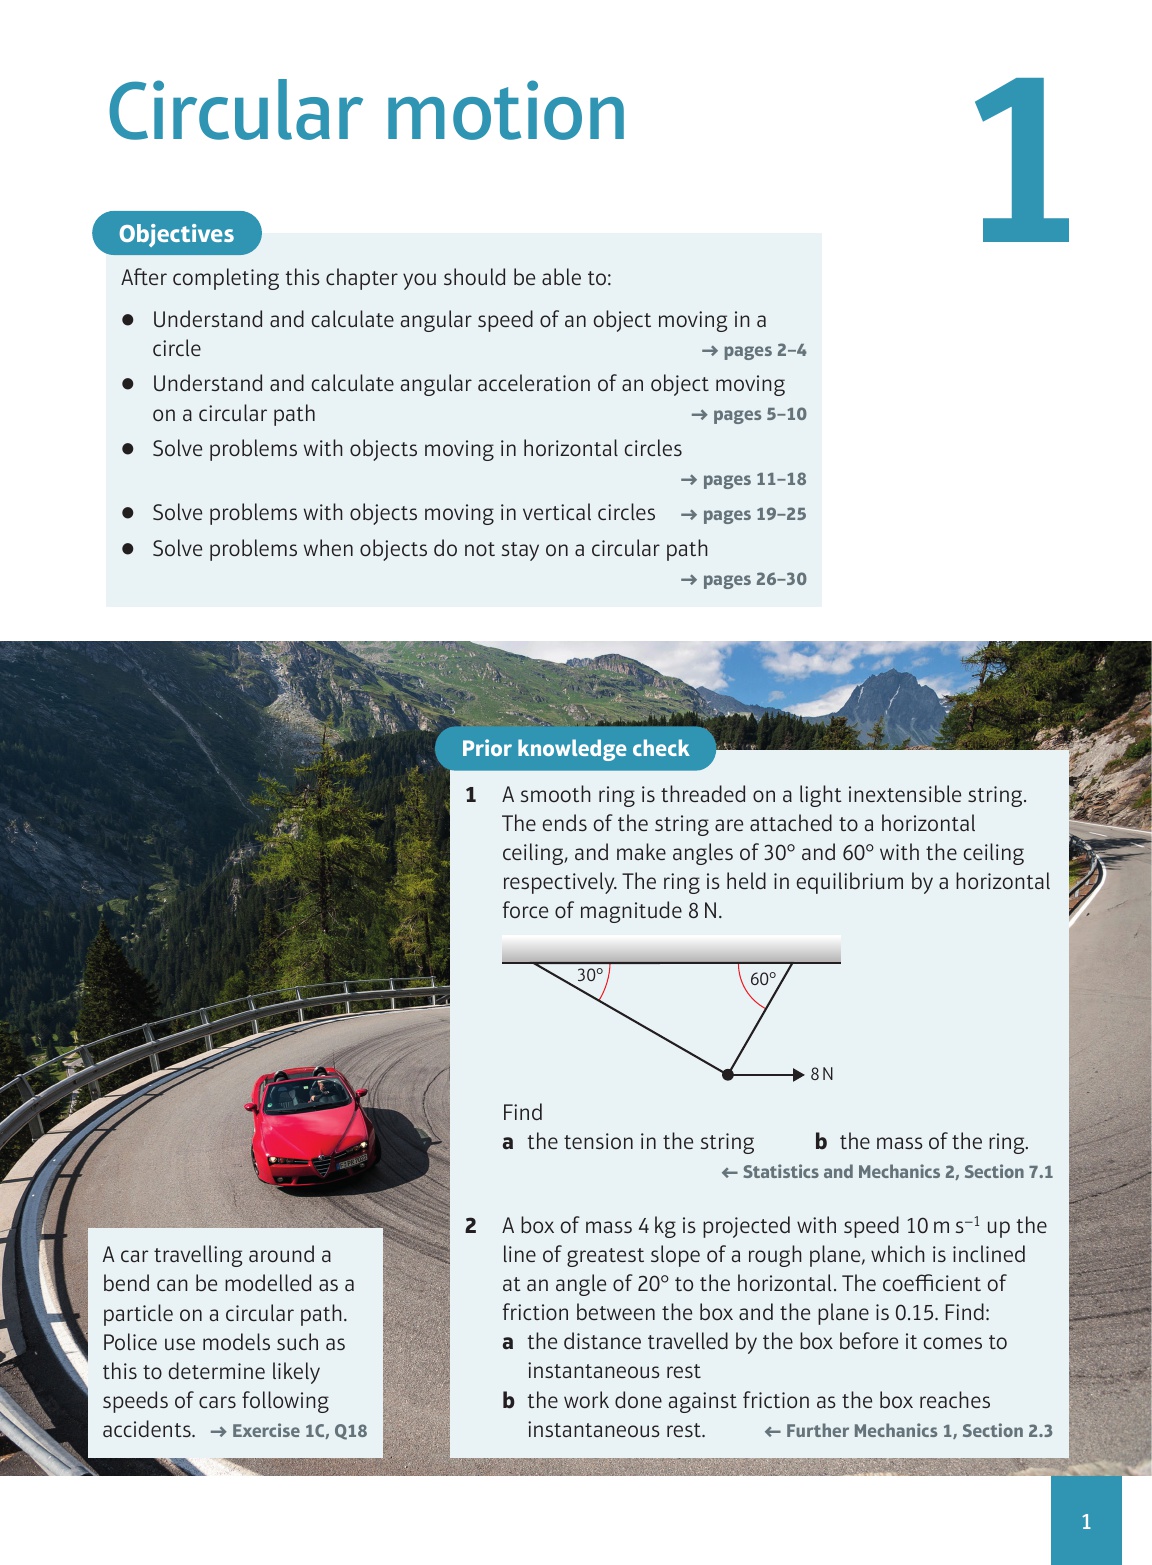 Circular motion
1
Objectives
After completing this chapter you should be able to:
● Understand and calculate angular speed of an object moving in a
circle → pages 2–4
● Understand and calculate angular acceleration of an object moving
on a circular path → pages 5–10
● Solve problems with objects moving in horizontal circles
→ pages 11–18
● Solve problems with objects moving in vertical circles → pages 19–25
● Solve problems when objects do not stay on a circular path
→ pages 26–30
Prior knowledge check
1 A smooth ring is threaded on a light inextensible string.
The ends of the string are attached to a horizontal
ceiling, and make angles of 30° and 60° with the ceiling
respectively. The ring is held in equilibrium by a horizontal
force of magnitude 8 N.
30° 60°
8 N
Find
a the tension in the string b the mass of the ring.
← Statistics and Mechanics 2, Section 7.1
2 A box of mass 4 kg is projected with speed 10 m s⁻¹ up the
line of greatest slope of a rough plane, which is inclined
at an angle of 20° to the horizontal. The coefficient of
friction between the box and the plane is 0.15. Find:
a the distance travelled by the box before it comes to
instantaneous rest
b the work done against friction as the box reaches
instantaneous rest. ← Further Mechanics 1, Section 2.3
A car travelling around a
bend can be modelled as a
particle on a circular path.
Police use models such as
this to determine likely
speeds of cars following
accidents. → Exercise 1C, Q18
1